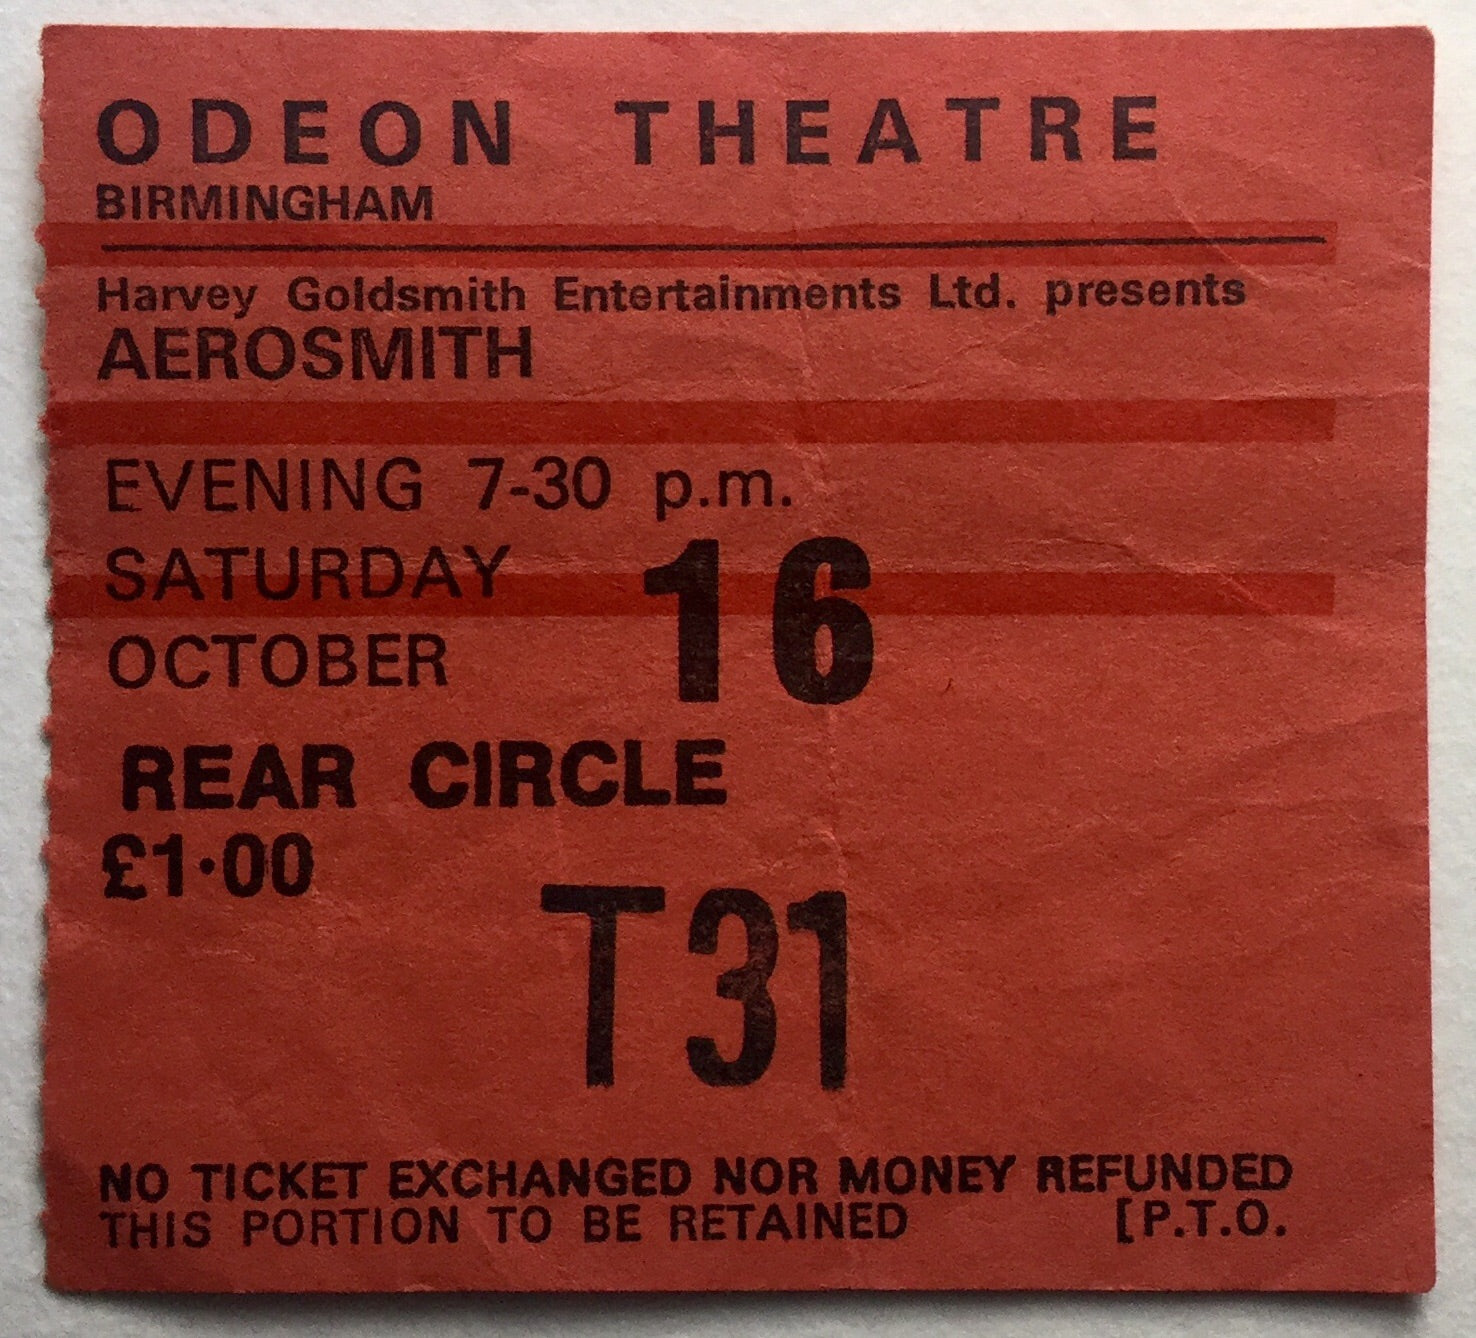 ODEON THEATRE
BIRMINGHAM
Harvey Goldsmith Entertainments Ltd. presents
AEROSMITH
EVENING 7-30 p.m.
SATURDAY 16
OCTOBER
REAR CIRCLE
£1·00
T31
NO TICKET EXCHANGED NOR MONEY REFUNDED
THIS PORTION TO BE RETAINED [P.T.O.